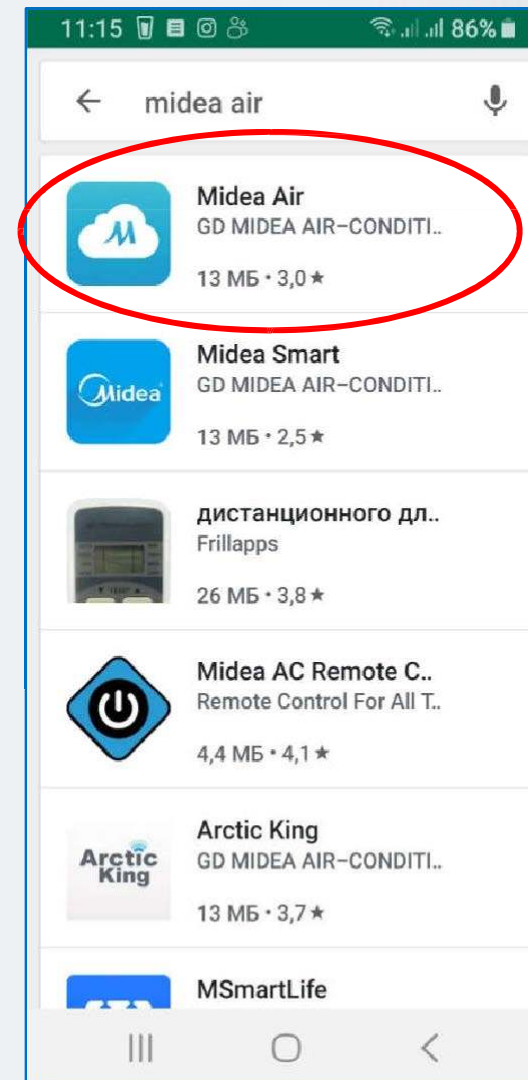 11:15 86%
midea air
M
Midea Air
GD MIDEA AIR-CONDITI..
13 МБ • 3,0 ★
Midea
Midea Smart
GD MIDEA AIR-CONDITI..
13 МБ • 2,5 ★
дистанционного дл..
Frillapps
26 МБ • 3,8 ★
Midea AC Remote C..
Remote Control For All T..
4,4 МБ • 4,1 ★
Arctic
King
Arctic King
GD MIDEA AIR-CONDITI..
13 МБ • 3,7 ★
MSmartLife